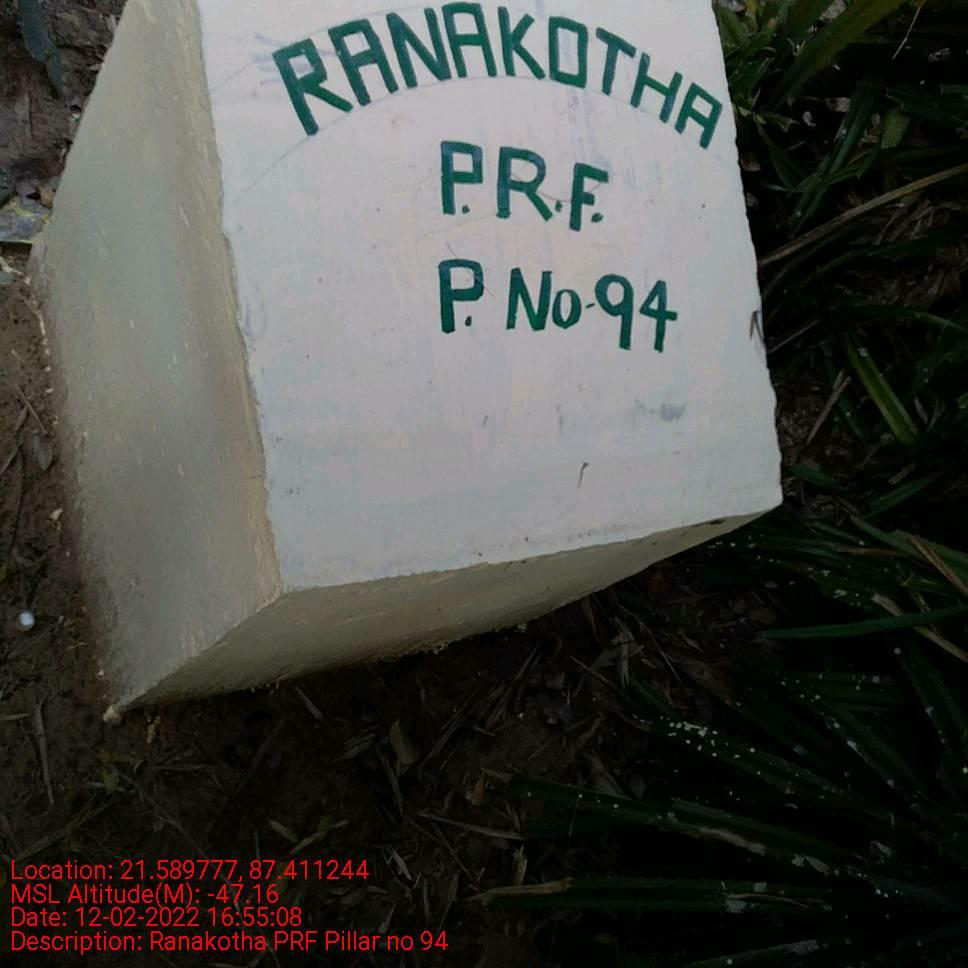 RANAKOTHA
P.R.F.
P. No-94
Location: 21.589777, 87.411244
MSL Altitude(M): -47.16
Date: 12-02-2022 16:55:08
Description: Ranakotha PRF Pillar no 94